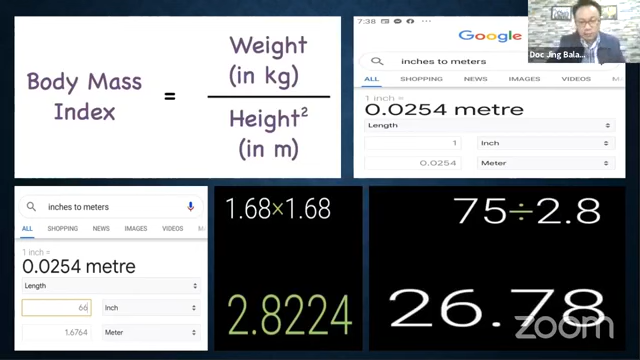 Body Mass
Index
=
Weight
(in kg)
Height²
(in m)
7:38
Google
inches to meters
ALL SHOPPING NEWS IMAGES VIDEOS
1 inch =
0.0254 metre
Length
1 Inch
0.0254 Meter
Doc Jing Bala...
inches to meters
ALL SHOPPING NEWS IMAGES VIDEOS
1 inch =
0.0254 metre
Length
66 Inch
1.6764 Meter
1.68×1.68
2.8224
75÷2.8
26.78
zoom